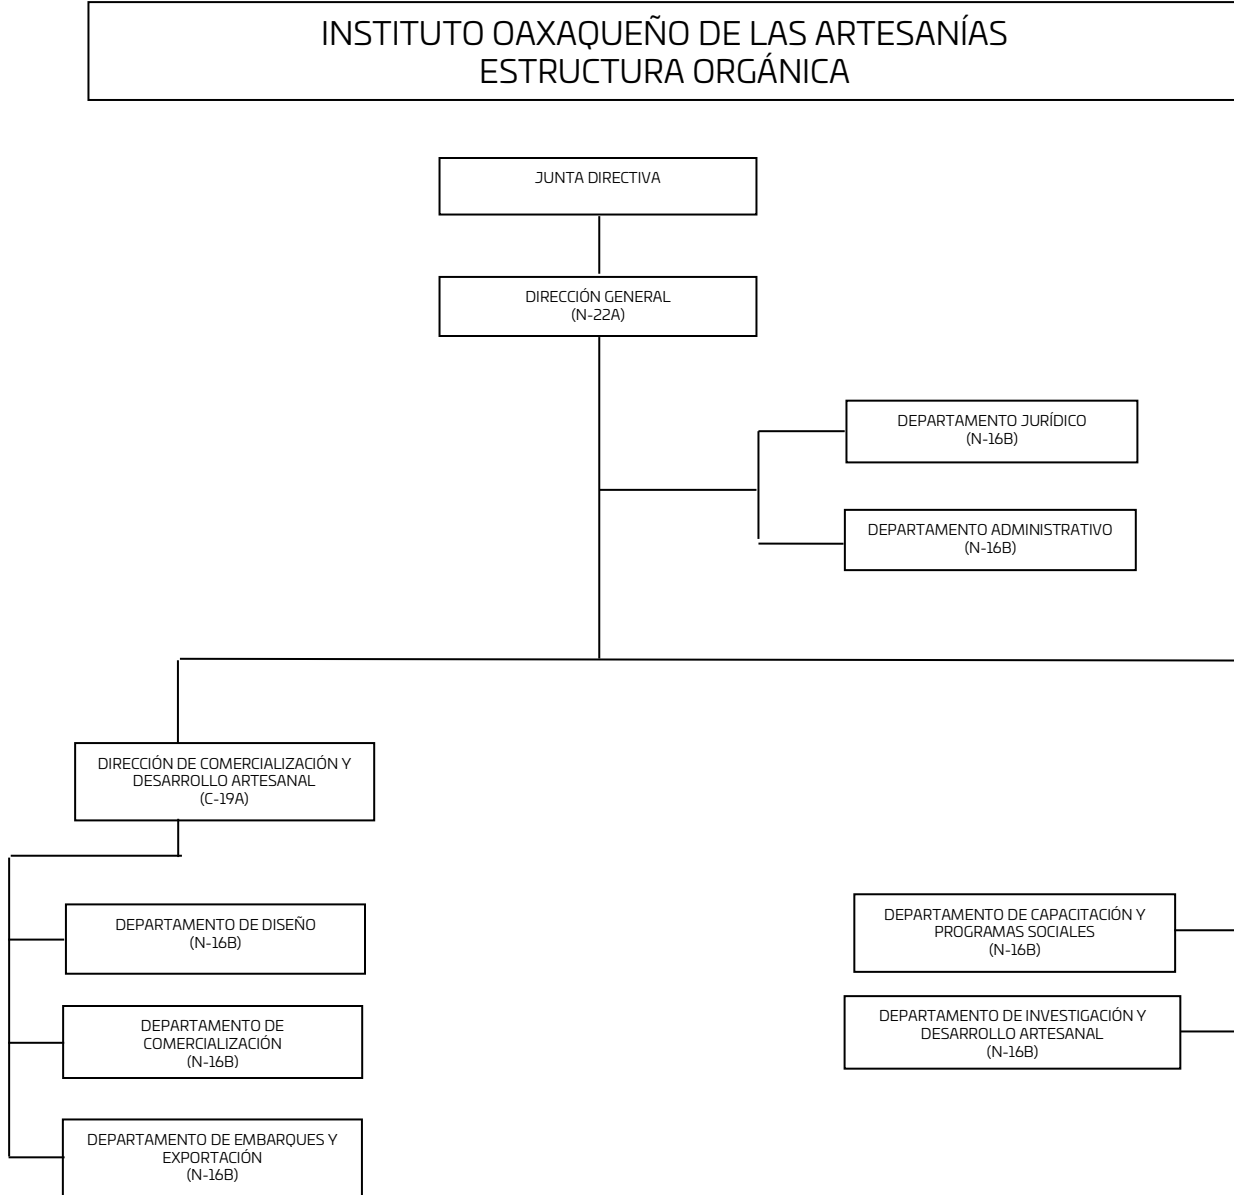 INSTITUTO OAXAQUEÑO DE LAS ARTESANÍAS
ESTRUCTURA ORGÁNICA
JUNTA DIRECTIVA
DIRECCIÓN GENERAL
(N-22A)
DEPARTAMENTO JURÍDICO
(N-16B)
DEPARTAMENTO ADMINISTRATIVO
(N-16B)
DIRECCIÓN DE COMERCIALIZACIÓN Y
DESARROLLO ARTESANAL
(C-19A)
DEPARTAMENTO DE DISEÑO
(N-16B)
DEPARTAMENTO DE
COMERCIALIZACIÓN
(N-16B)
DEPARTAMENTO DE EMBARQUES Y
EXPORTACIÓN
(N-16B)
DEPARTAMENTO DE CAPACITACIÓN Y
PROGRAMAS SOCIALES
(N-16B)
DEPARTAMENTO DE INVESTIGACIÓN Y
DESARROLLO ARTESANAL
(N-16B)